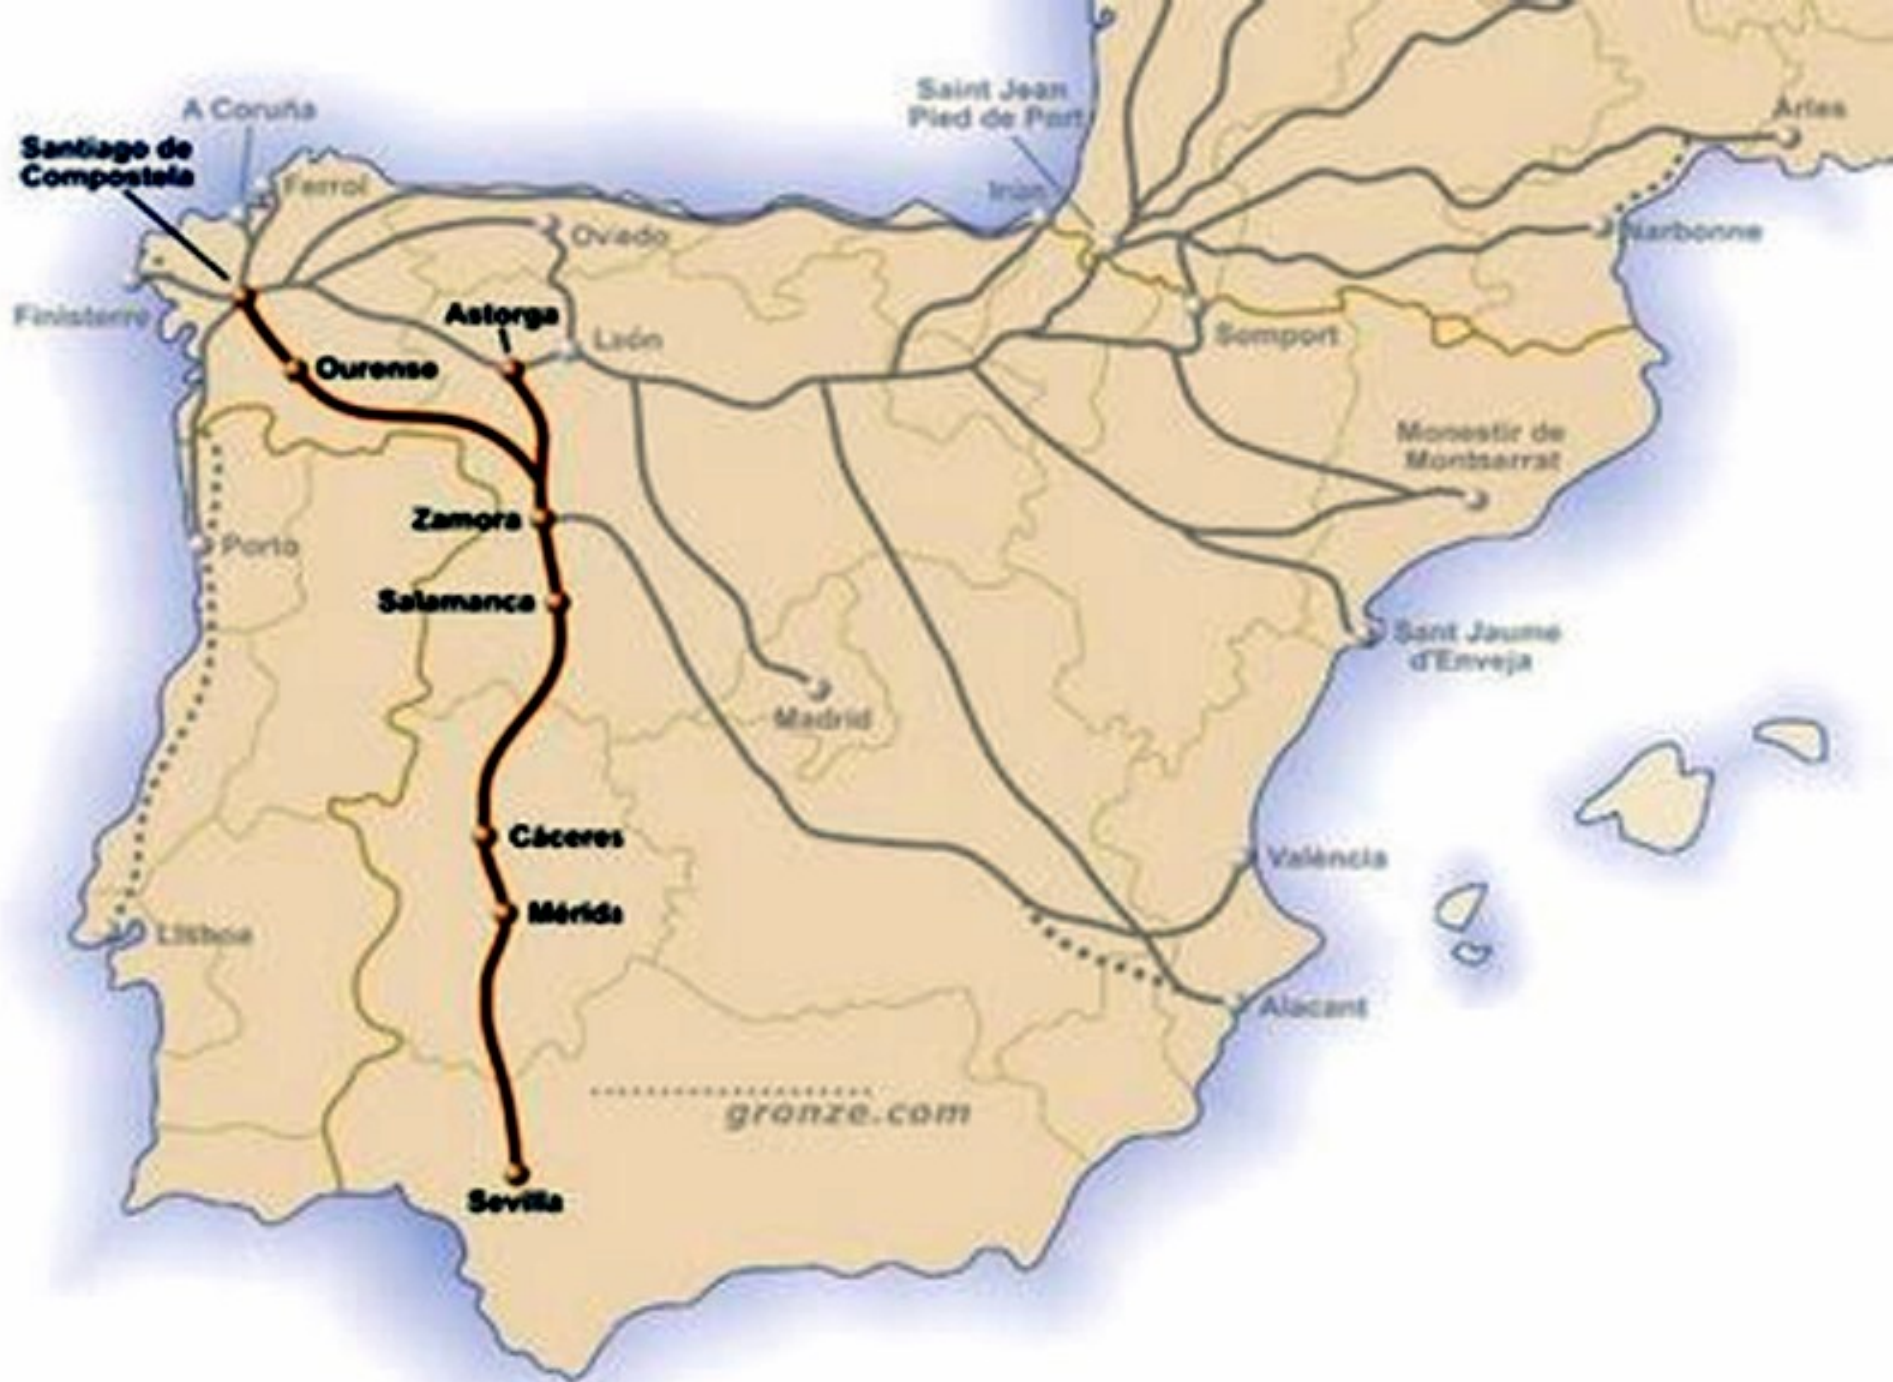 Saint Jean
Pied de Port
Arles
A Coruña
Santiago de
Compostela
Ferrol
Irún
Oviedo
Narbonne
Finisterre
Astorga
León
Somport
Ourense
Monestir de
Montserrat
Zamora
Porto
Salamanca
Sant Jaume
d'Enveja
Madrid
Cáceres
València
Mérida
Lisboa
Alacant
gronze.com
Sevilla